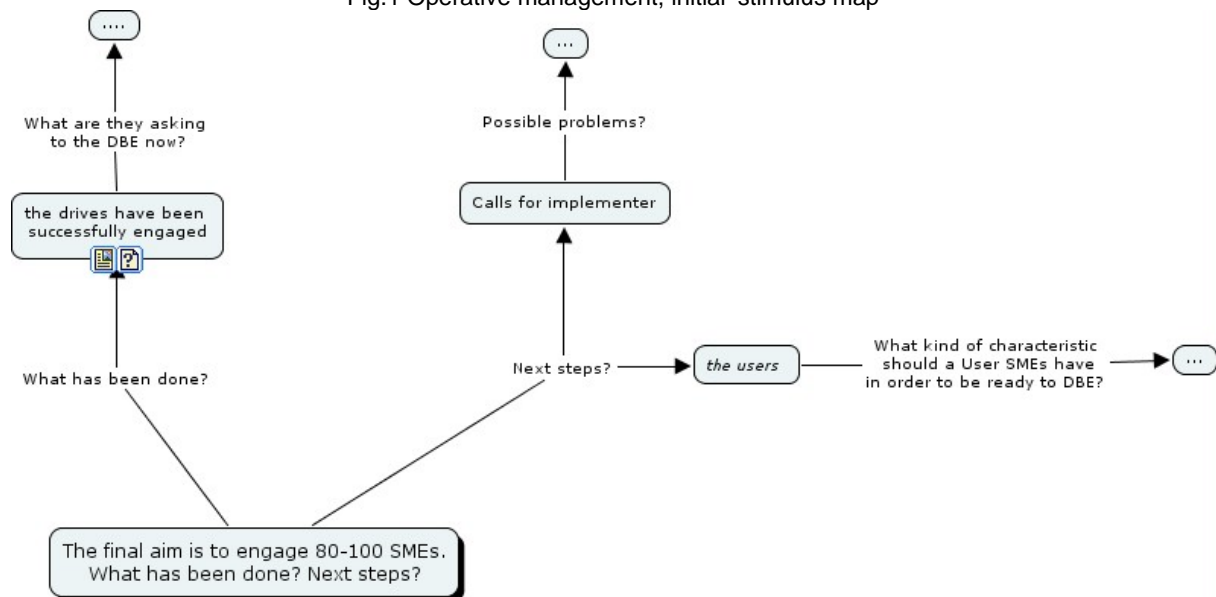 Fig.1 Operative management, initial stimulus map
....
...
What are they asking
to the DBE now?
Possible problems?
the drives have been
successfully engaged
Calls for implementer
What has been done?
Next steps?
the users
What kind of characteristic
should a User SMEs have
in order to be ready to DBE?
...
The final aim is to engage 80-100 SMEs.
What has been done? Next steps?